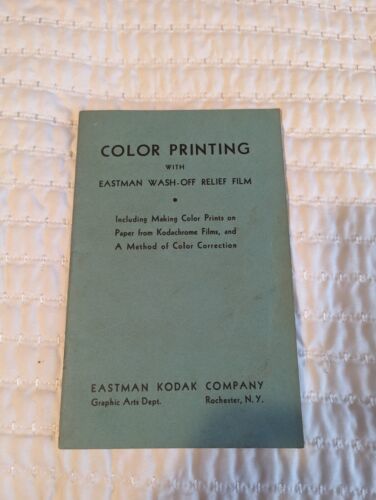 COLOR PRINTING
WITH
EASTMAN WASH-OFF RELIEF FILM
•
Including Making Color Prints on
Paper from Kodachrome Films, and
A Method of Color Correction
EASTMAN KODAK COMPANY
Graphic Arts Dept. Rochester, N. Y.